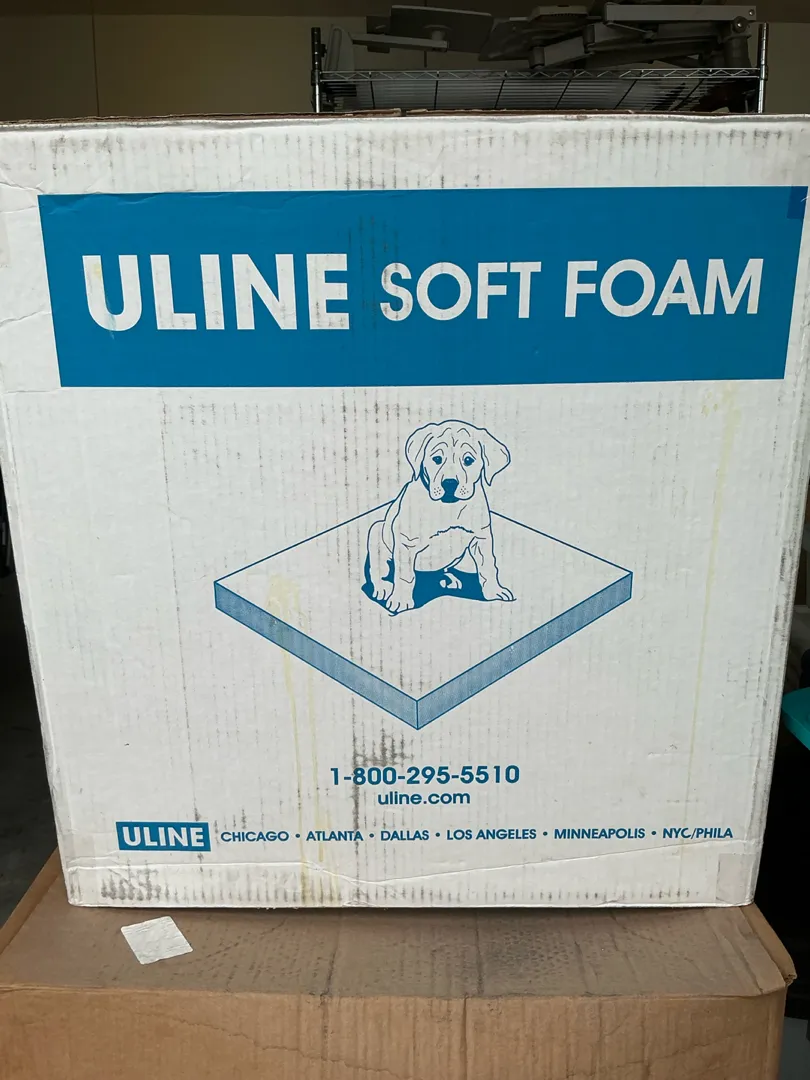 ULINE SOFT FOAM
1-800-295-5510
uline.com
ULINE CHICAGO • ATLANTA • DALLAS • LOS ANGELES • MINNEAPOLIS • NYC/PHILA